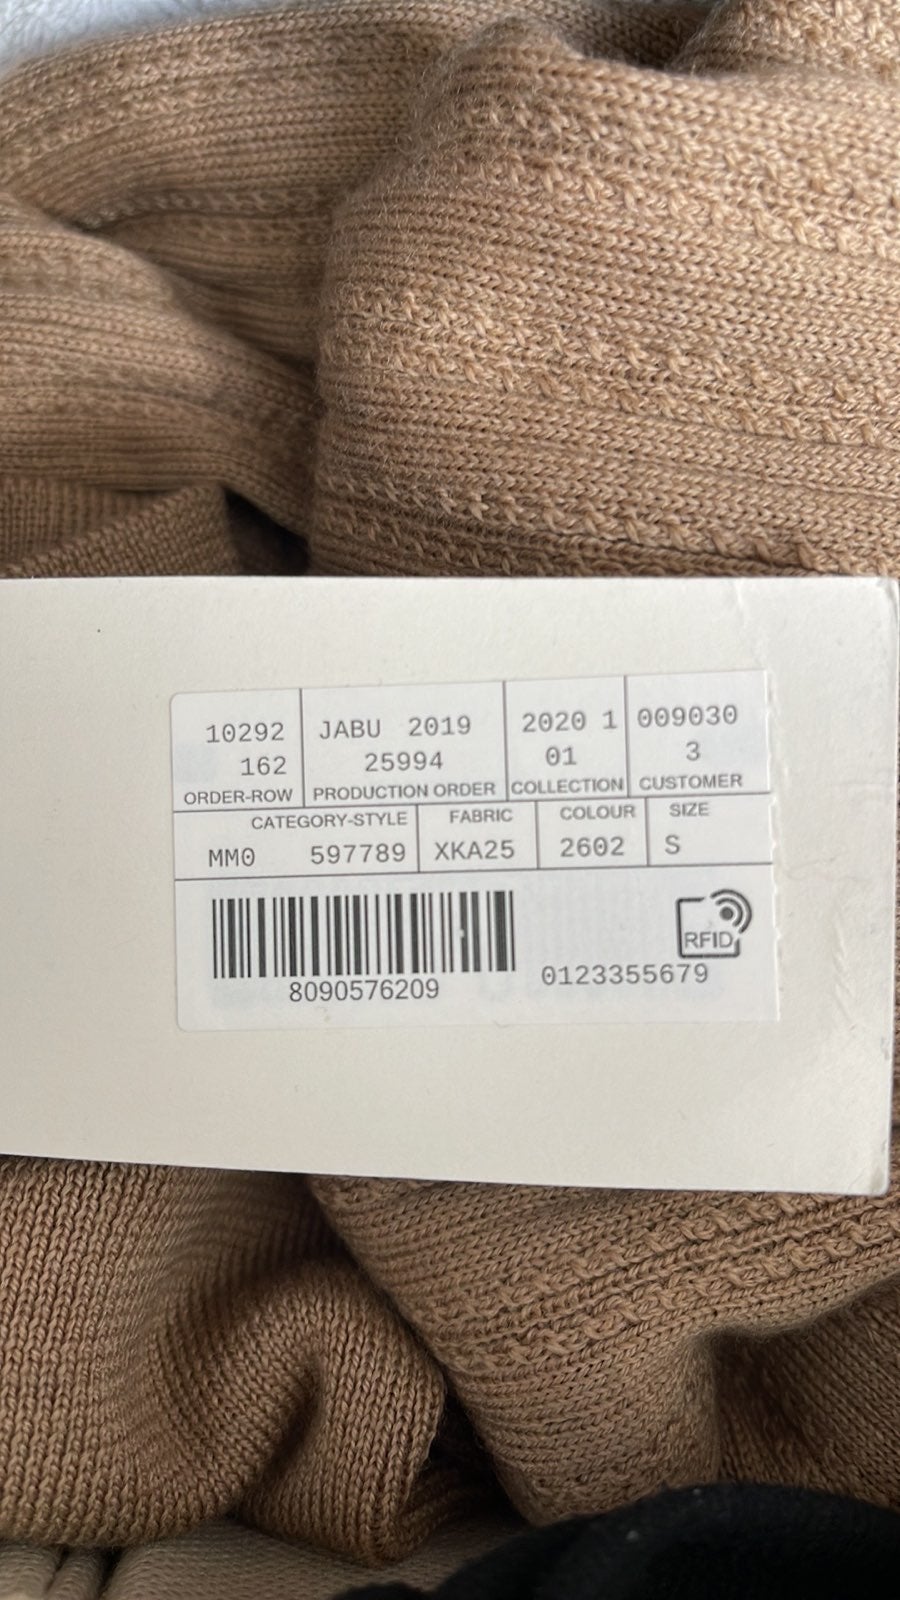 10292 JABU 2019 2020 1 009030
162 25994 01 3
ORDER-ROW PRODUCTION ORDER COLLECTION CUSTOMER
CATEGORY-STYLE FABRIC COLOUR SIZE
MM0 597789 XKA25 2602 S
RFID
8090576209 0123355679